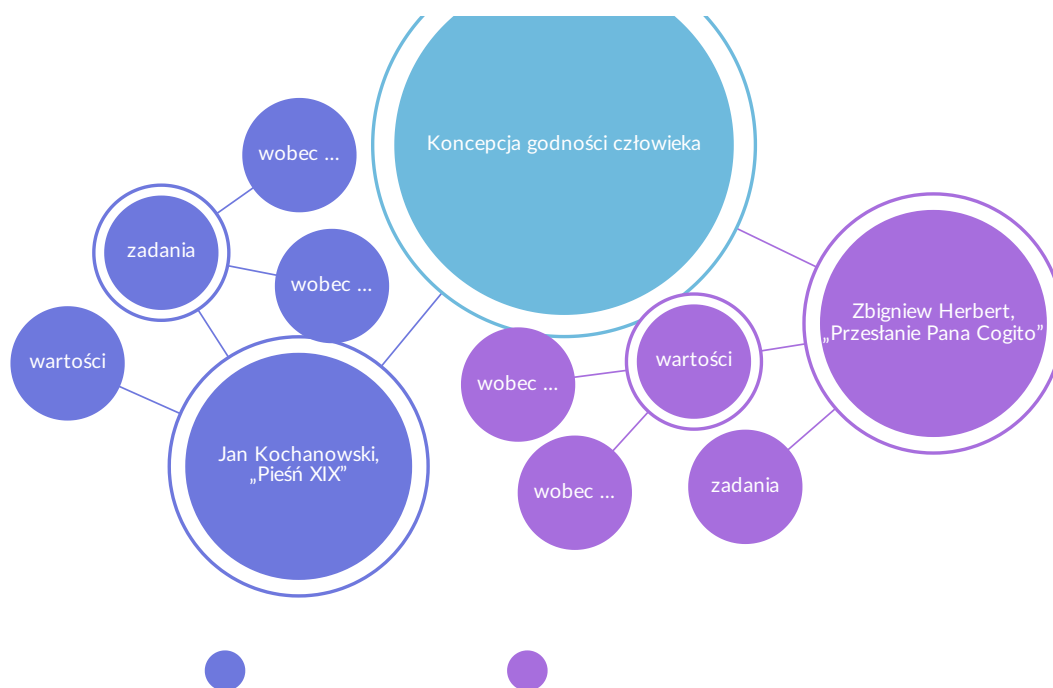 Koncepcja godności człowieka
wobec ...
zadania
wobec ...
wartości
Jan Kochanowski,
„Pieśń XIX”
Zbigniew Herbert,
„Przesłanie Pana Cogito”
wartości
wobec ...
wobec ...
zadania